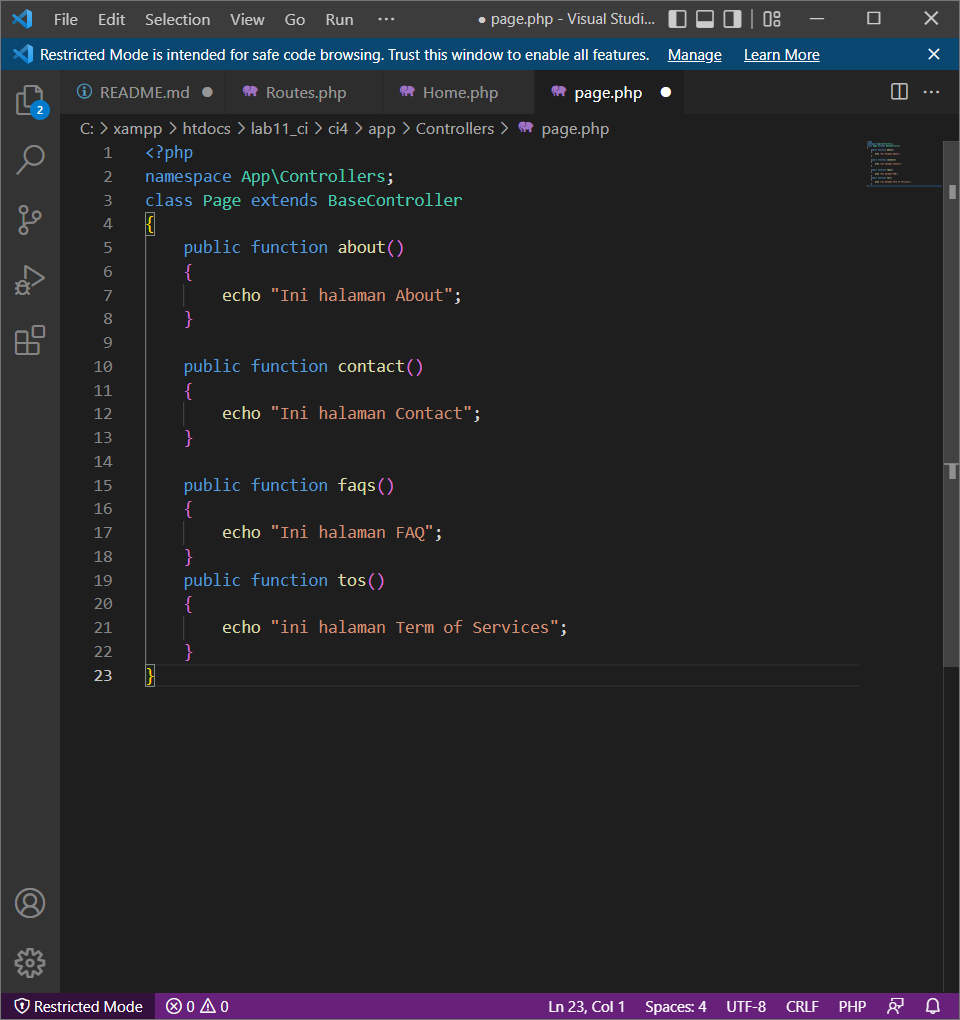 File Edit Selection View Go Run ··· ● page.php - Visual Studi...
Restricted Mode is intended for safe code browsing. Trust this window to enable all features. Manage Learn More
README.md ● Routes.php Home.php page.php ●
2
C: > xampp > htdocs > lab11_ci > ci4 > app > Controllers > page.php
1 <?php
2 namespace App\Controllers;
3 class Page extends BaseController
4 {
5     public function about()
6     {
7         echo "Ini halaman About";
8     }
9
10     public function contact()
11     {
12         echo "Ini halaman Contact";
13     }
14
15     public function faqs()
16     {
17         echo "Ini halaman FAQ";
18     }
19     public function tos()
20     {
21         echo "ini halaman Term of Services";
22     }
23 }
Restricted Mode 0 0 Ln 23, Col 1 Spaces: 4 UTF-8 CRLF PHP